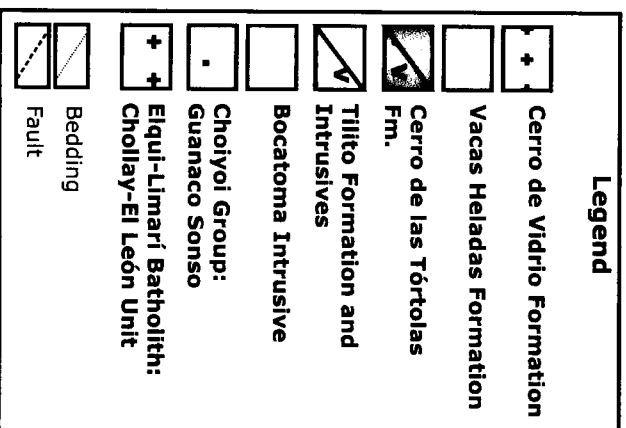 Legend
Cerro de Vidrio Formation
Vacas Heladas Formation
Cerro de las Tórtolas
Fm.
Tilito Formation and
Intrusives
Bocatoma Intrusive
Choiyoi Group:
Guanaco Sonso
Elqui-Limarí Batholith:
Chollay-El León Unit
Bedding
Fault